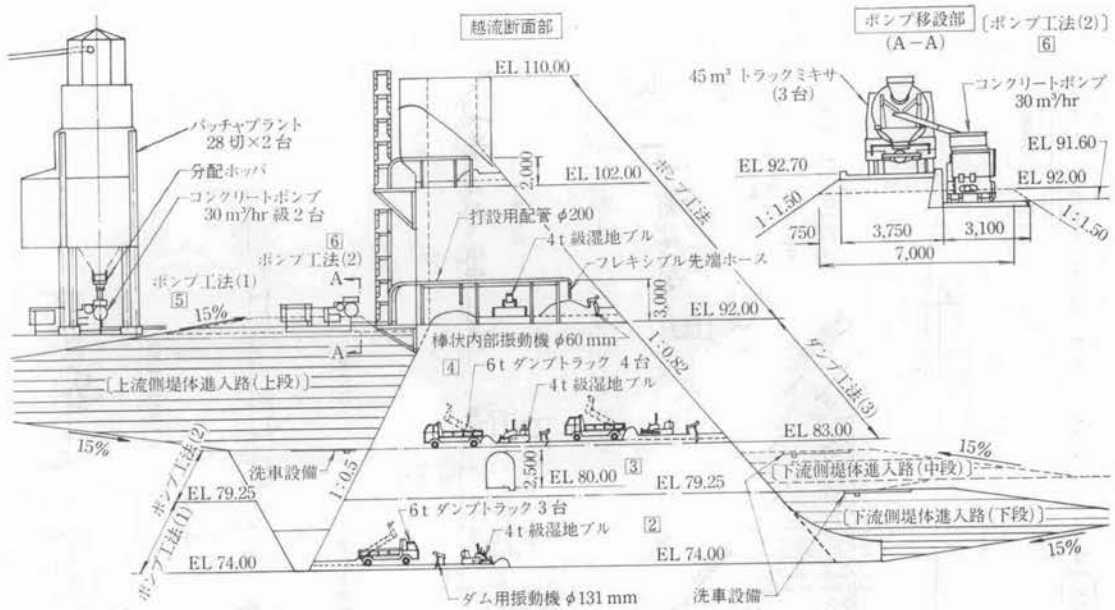 越流断面部
EL 110.00
バッチャプラント
28切×2台
分配ホッパ
コンクリートポンプ
30 m³/hr 級2台
2,000
EL 102.00
ポンプ工法
打設用配管φ200
4t 級湿地ブル
フレキシブル先端ホース
6
ポンプ工法(2)
A
ポンプ工法(1)
5
15%
3,000
EL 92.00
A
棒状内部振動機 φ60 mm
1:0.82
4
6t ダンプトラック 4台
4t 級湿地ブル
ダンプ工法(3)
〔上流側堤体進入路(上段)〕
15%
EL 83.00
15%
ポンプ工法(2)
洗車設備
1:0.5
2,500
EL 80.00
3
〔下流側堤体進入路(中段)〕
EL 79.25
EL 79.25
6t ダンプトラック 3台
〔下流側堤体進入路(下段)〕
ポンプ工法(1)
4t 級湿地ブル
2
EL 74.00
EL 74.00
15%
ダム用振動機 φ131 mm
洗車設備
ポンプ移設部
(A-A)
〔ポンプ工法(2)〕
6
45 m³ トラックミキサ
(3台)
コンクリートポンプ
30 m³/hr
EL 92.70
EL 91.60
EL 92.00
1:1.50
1:1.50
750
3,750
3,100
7,000